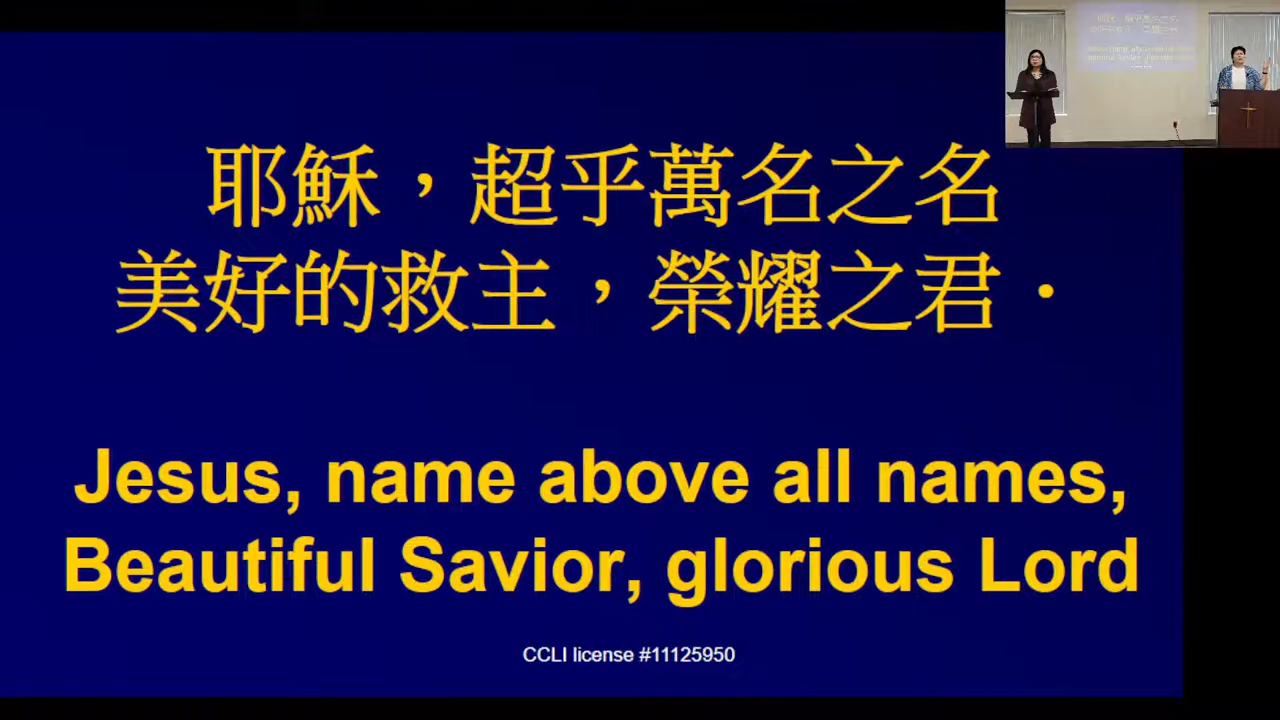 耶穌，超乎萬名之名
美好的救主，榮耀之君．
Jesus, name above all names,
Beautiful Savior, glorious Lord
CCLI license #11125950